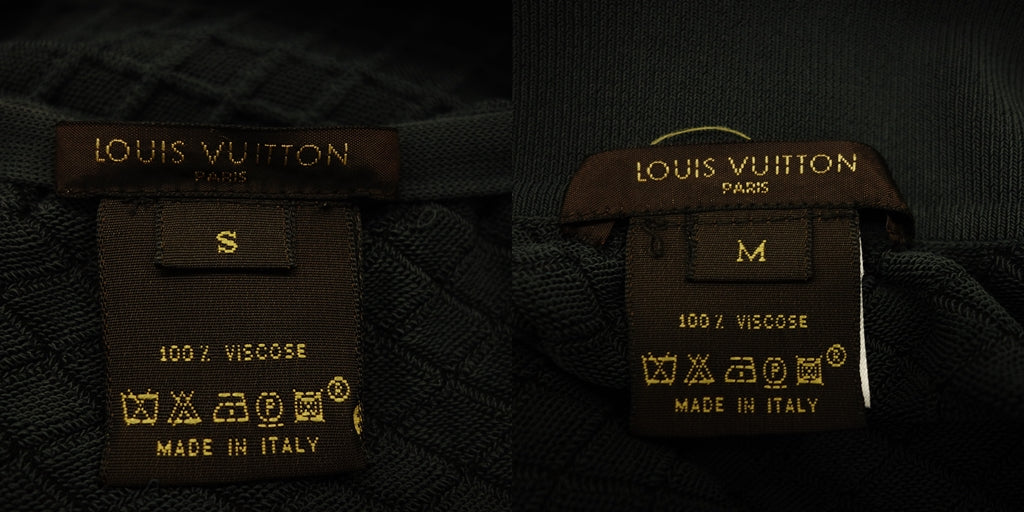 LOUIS VUITTON
PARIS
S
100% VISCOSE
P
®
MADE IN ITALY
LOUIS VUITTON
PARIS
M
100% VISCOSE
P
®
MADE IN ITALY